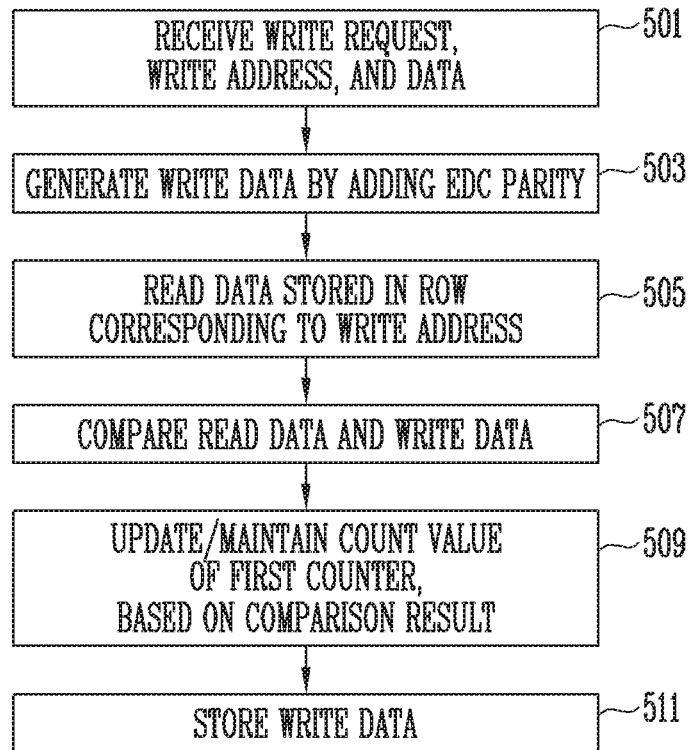 RECEIVE WRITE REQUEST,
WRITE ADDRESS, AND DATA
501
GENERATE WRITE DATA BY ADDING EDC PARITY
503
READ DATA STORED IN ROW
CORRESPONDING TO WRITE ADDRESS
505
COMPARE READ DATA AND WRITE DATA
507
UPDATE/MAINTAIN COUNT VALUE
OF FIRST COUNTER,
BASED ON COMPARISON RESULT
509
STORE WRITE DATA
511